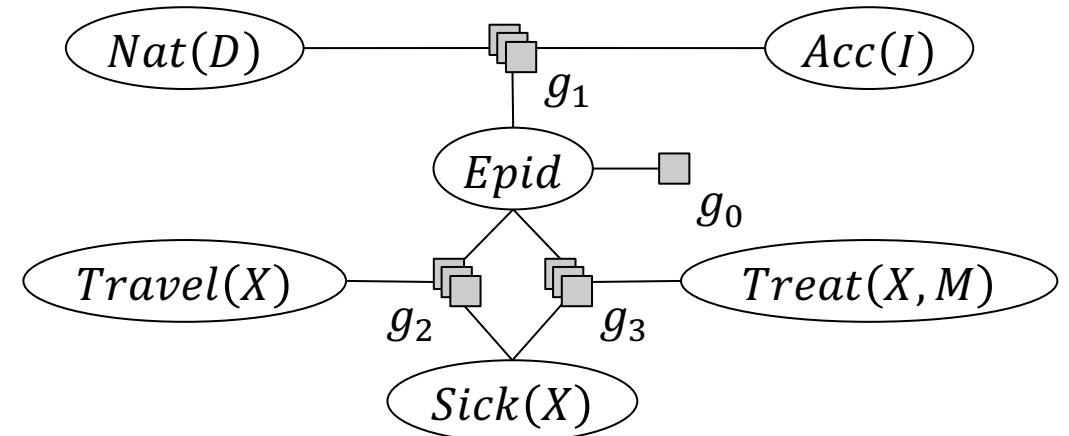 Nat(D) Acc(I)
g₁
Epid
g₀
Travel(X) Treat(X, M)
g₂ g₃
Sick(X)